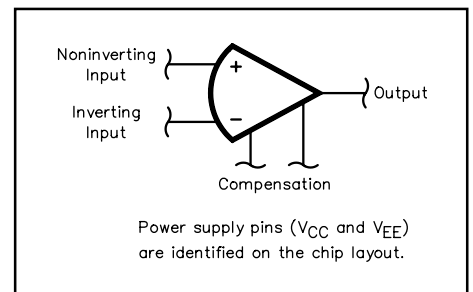 Noninverting
Input
+
Inverting
Input
−
Output
Compensation
Power supply pins (VCC and VEE)
are identified on the chip layout.